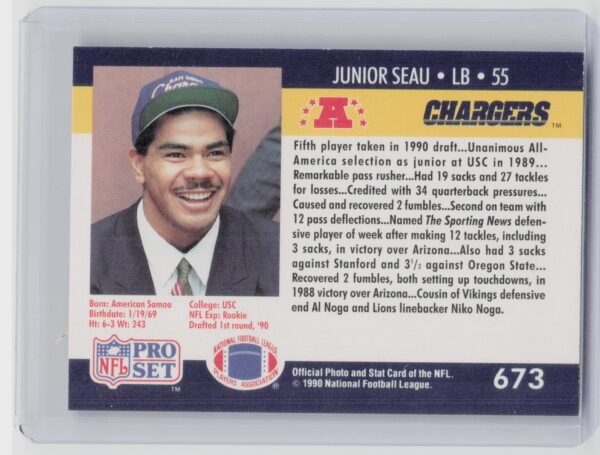 JUNIOR SEAU • LB • 55
A
CHARGERS
TM
SAN DIEGO
Fifth player taken in 1990 draft...Unanimous All-
America selection as junior at USC in 1989...
Remarkable pass rusher...Had 19 sacks and 27 tackles
for losses...Credited with 34 quarterback pressures...
Caused and recovered 2 fumbles...Second on team with
12 pass deflections...Named The Sporting News defen-
sive player of week after making 12 tackles, including
3 sacks, in victory over Arizona...Also had 3 sacks
against Stanford and 3½ against Oregon State...
Recovered 2 fumbles, both setting up touchdowns, in
1988 victory over Arizona...Cousin of Vikings defensive
end Al Noga and Lions linebacker Niko Noga.
Born: American Samoa
Birthdate: 1/19/69
Ht: 6-3 Wt: 243
College: USC
NFL Exp: Rookie
Drafted 1st round, '90
NFL
PRO
SET
TM
NATIONAL FOOTBALL LEAGUE
PLAYERS ASSOCIATION
®
Official Photo and Stat Card of the NFL.
© 1990 National Football League.
673